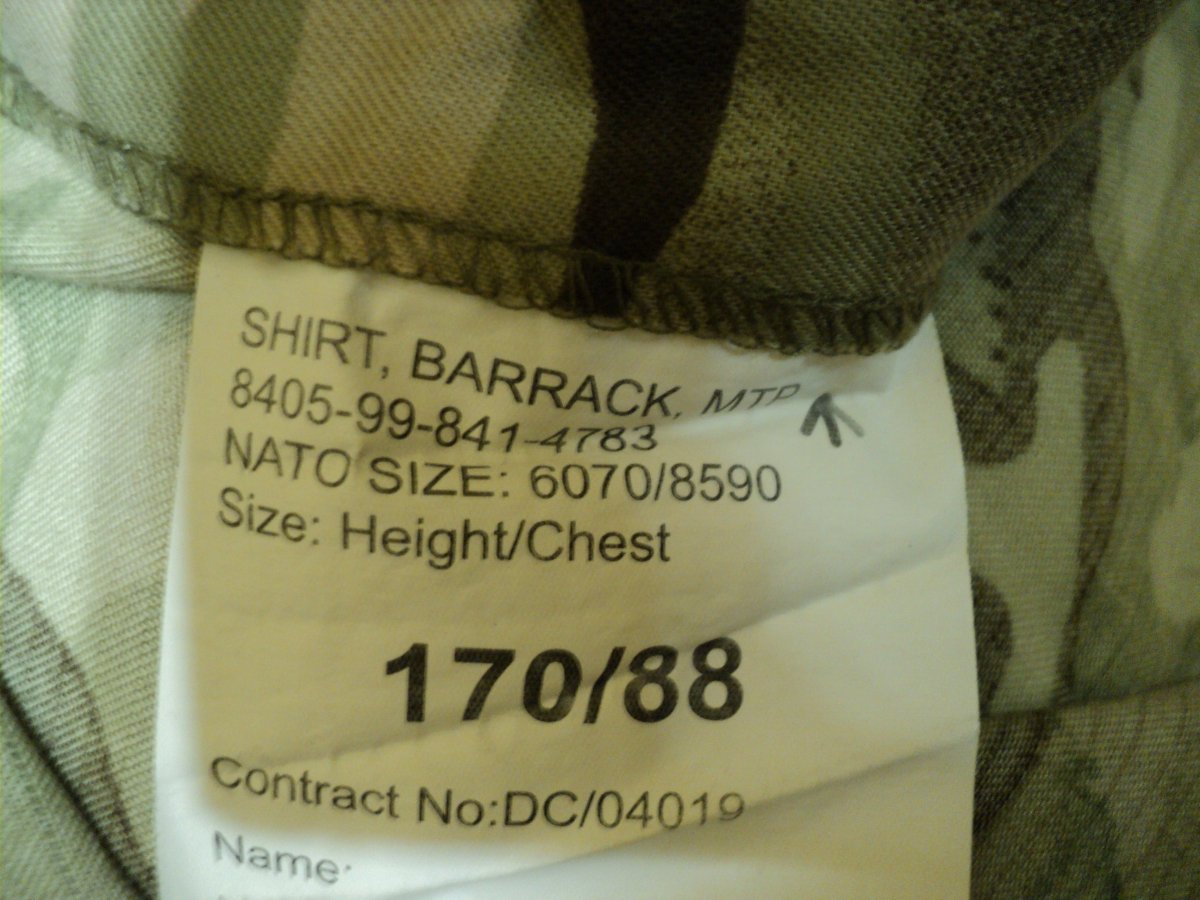 SHIRT, BARRACK, MTP
8405-99-841-4783
NATO SIZE: 6070/8590
Size: Height/Chest
170/88
Contract No:DC/04019
Name: